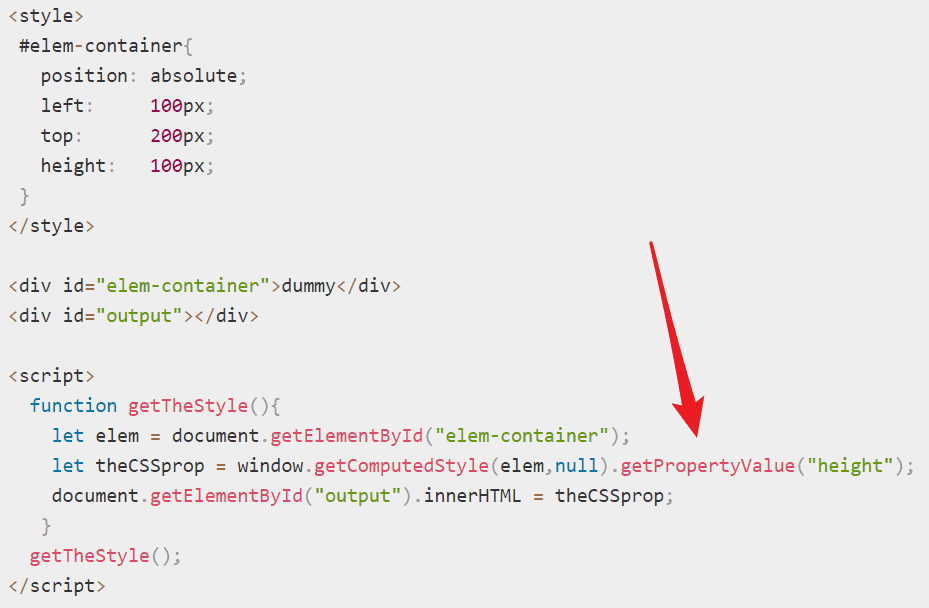 <style>
 #elem-container{
   position: absolute;
   left:     100px;
   top:      200px;
   height:   100px;
 }
</style>

<div id="elem-container">dummy</div>
<div id="output"></div>

<script>
  function getTheStyle(){
    let elem = document.getElementById("elem-container");
    let theCSSprop = window.getComputedStyle(elem,null).getPropertyValue("height");
    document.getElementById("output").innerHTML = theCSSprop;
   }
  getTheStyle();
</script>